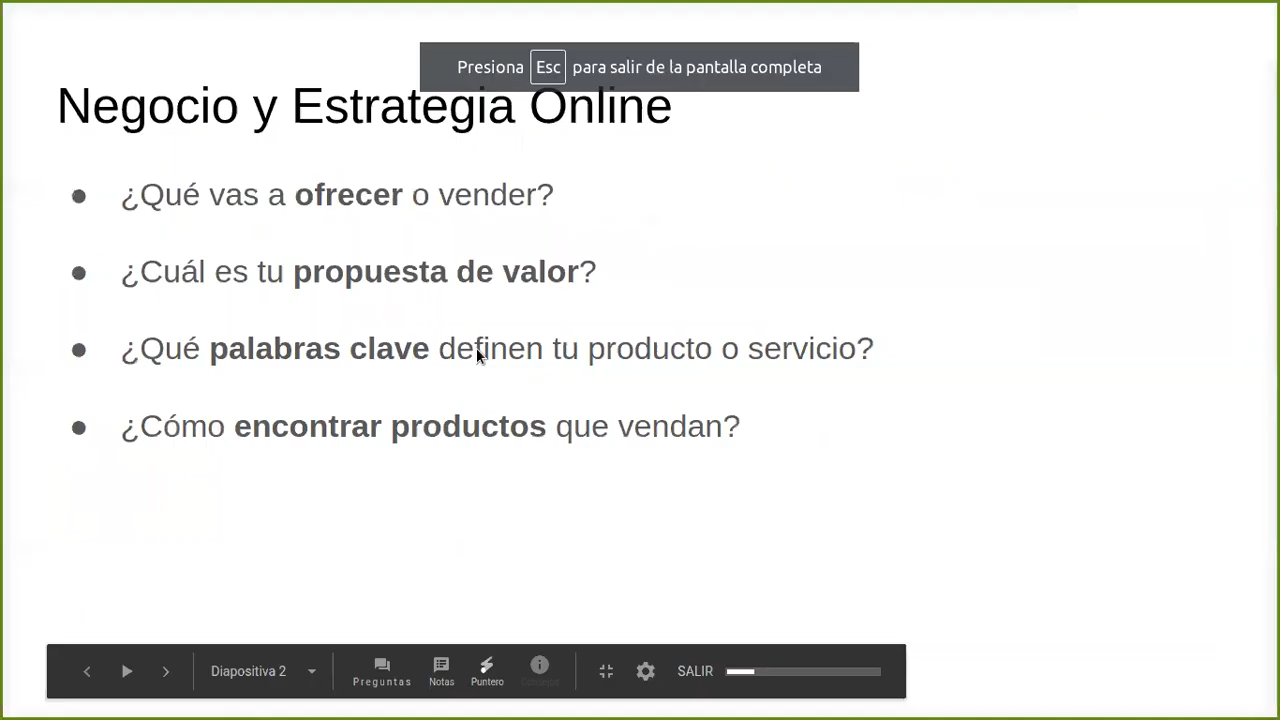 Presiona Esc para salir de la pantalla completa
Negocio y Estrategia Online
● ¿Qué vas a ofrecer o vender?
● ¿Cuál es tu propuesta de valor?
● ¿Qué palabras clave definen tu producto o servicio?
● ¿Cómo encontrar productos que vendan?
Diapositiva 2
Preguntas Notas Puntero
SALIR